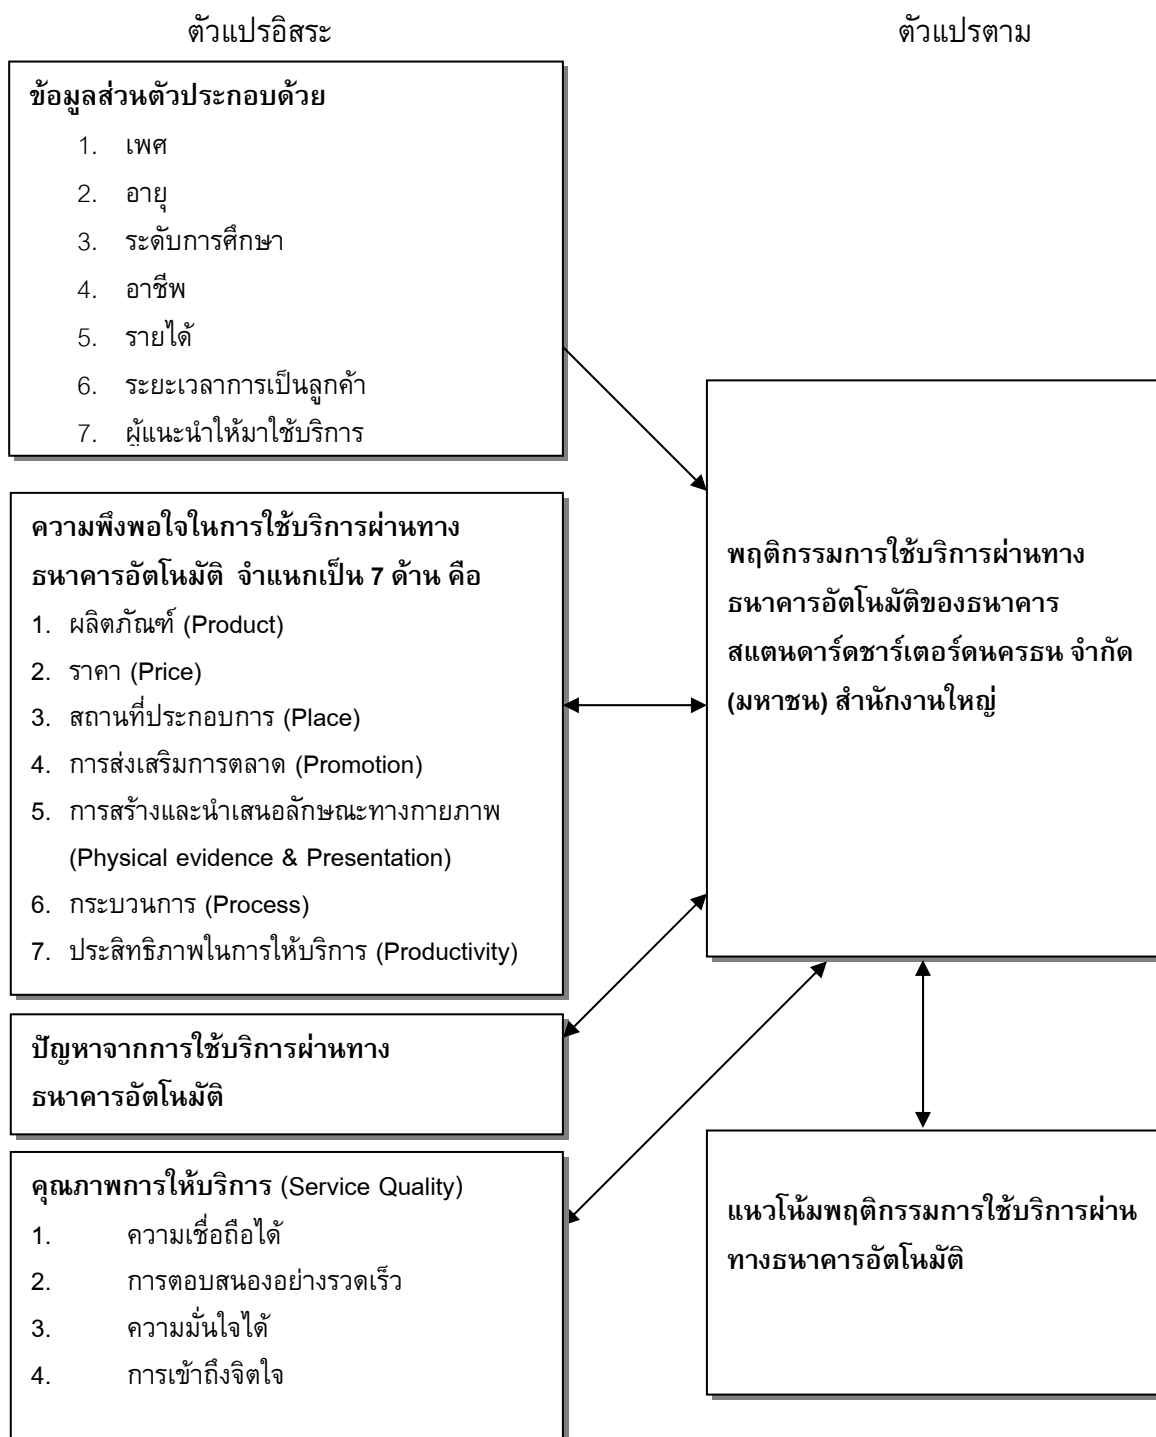 ตัวแปรอิสระ
ตัวแปรตาม
ข้อมูลส่วนตัวประกอบด้วย
1. เพศ
2. อายุ
3. ระดับการศึกษา
4. อาชีพ
5. รายได้
6. ระยะเวลาการเป็นลูกค้า
7. ผู้แนะนำให้มาใช้บริการ
ความพึงพอใจในการใช้บริการผ่านทาง
ธนาคารอัตโนมัติ จำแนกเป็น 7 ด้าน คือ
1. ผลิตภัณฑ์ (Product)
2. ราคา (Price)
3. สถานที่ประกอบการ (Place)
4. การส่งเสริมการตลาด (Promotion)
5. การสร้างและนำเสนอลักษณะทางกายภาพ
(Physical evidence & Presentation)
6. กระบวนการ (Process)
7. ประสิทธิภาพในการให้บริการ (Productivity)
ปัญหาจากการใช้บริการผ่านทาง
ธนาคารอัตโนมัติ
คุณภาพการให้บริการ (Service Quality)
1. ความเชื่อถือได้
2. การตอบสนองอย่างรวดเร็ว
3. ความมั่นใจได้
4. การเข้าถึงจิตใจ
พฤติกรรมการใช้บริการผ่านทาง
ธนาคารอัตโนมัติของธนาคาร
สแตนดาร์ดชาร์เตอร์ดนครธน จำกัด
(มหาชน) สำนักงานใหญ่
แนวโน้มพฤติกรรมการใช้บริการผ่าน
ทางธนาคารอัตโนมัติ